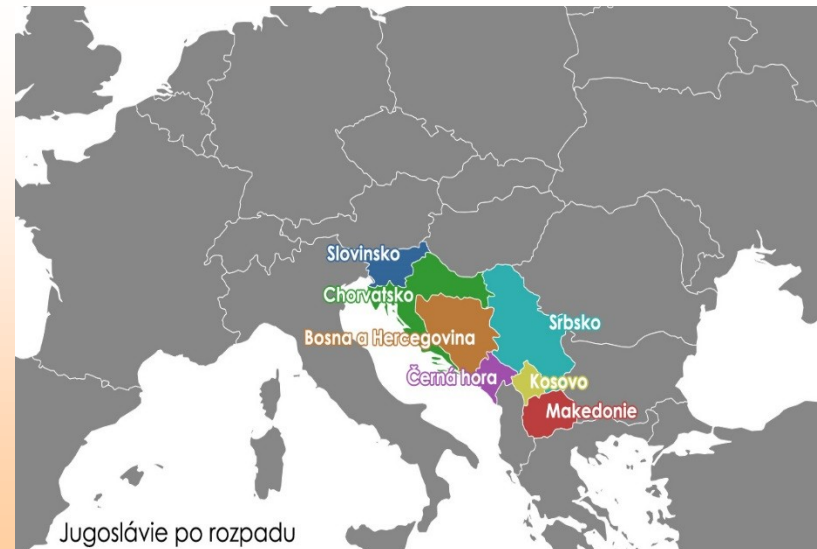 Slovinsko
Chorvatsko
Srbsko
Bosna a Hercegovina
Černá hora
Kosovo
Makedonie
Jugoslávie po rozpadu